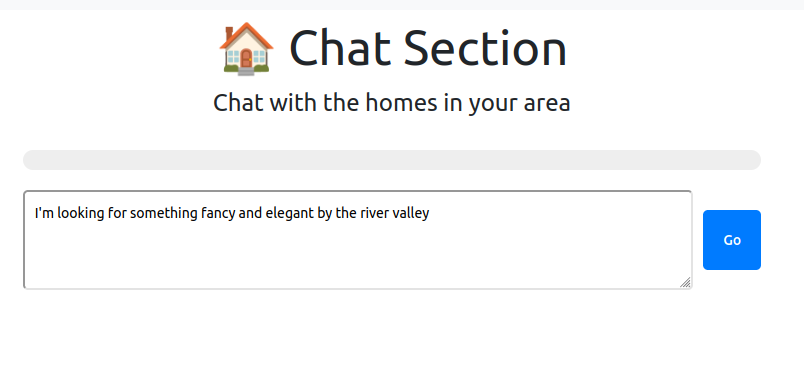 🏠 Chat Section
Chat with the homes in your area
I'm looking for something fancy and elegant by the river valley
Go